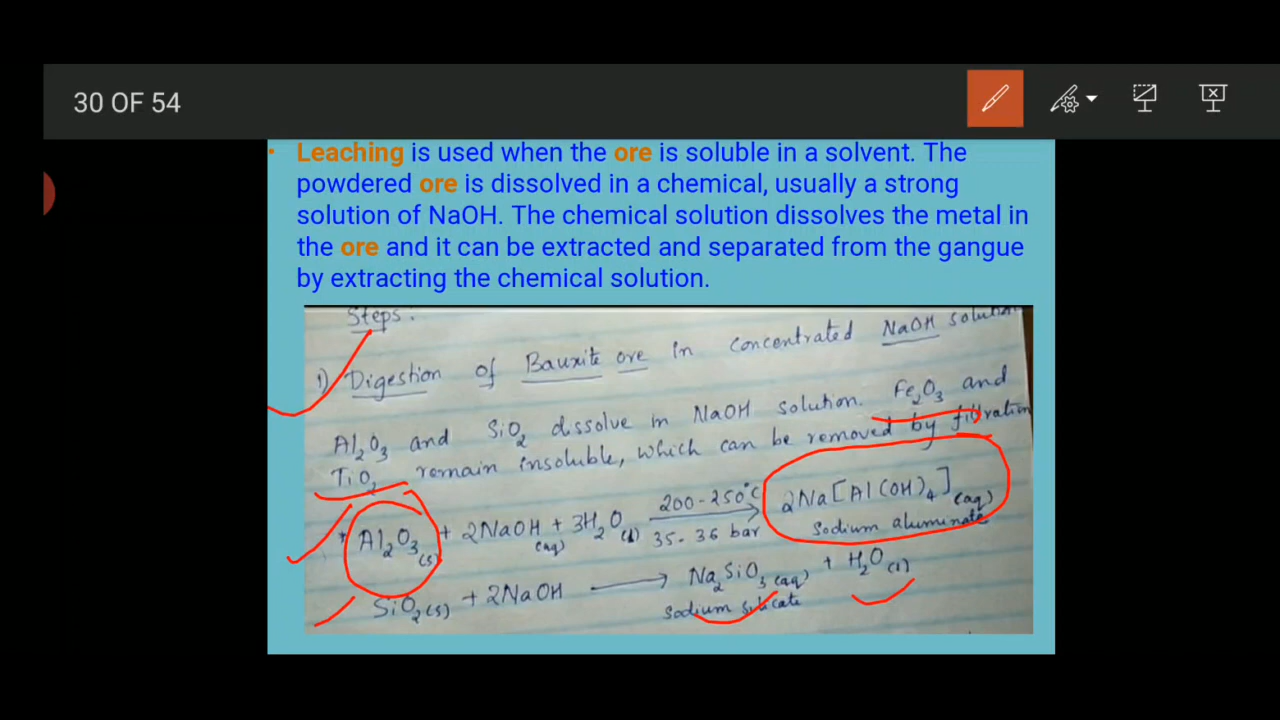 30 OF 54
• Leaching is used when the ore is soluble in a solvent. The
powdered ore is dissolved in a chemical, usually a strong
solution of NaOH. The chemical solution dissolves the metal in
the ore and it can be extracted and separated from the gangue
by extracting the chemical solution.
Steps:
1) Digestion of Bauxite ore in concentrated NaOH solution
Al₂O₃ and SiO₂ dissolve in NaOH solution. Fe₂O₃ and
TiO₂ remain insoluble, which can be removed by filtration
* Al₂O₃(s) + 2NaOH(aq) + 3H₂O(l) 200-250°C 35-36 bar → 2Na[Al(OH)₄](aq)
Sodium aluminate
SiO₂(s) + 2NaOH → Na₂SiO₃(aq) + H₂O(l)
Sodium silicate